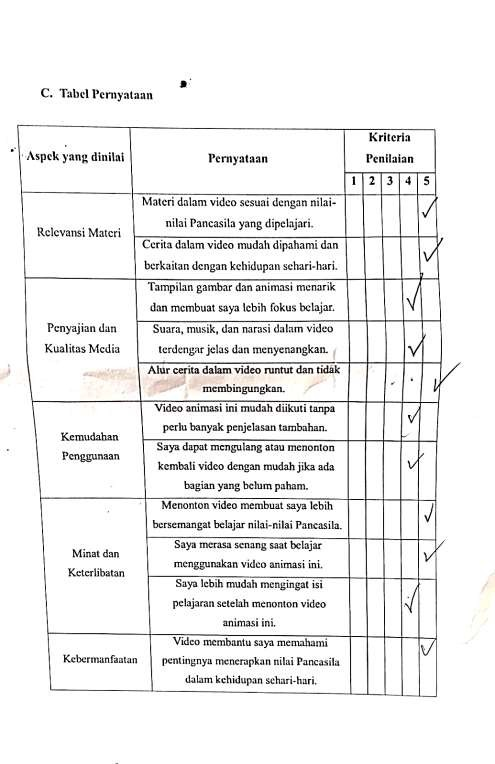 C. Tabel Pernyataan
Aspek yang dinilai
Pernyataan
Kriteria
Penilaian
1 2 3 4 5
Relevansi Materi
Materi dalam video sesuai dengan nilai-
nilai Pancasila yang dipelajari.
✓
Cerita dalam video mudah dipahami dan
berkaitan dengan kehidupan sehari-hari.
✓
Penyajian dan
Kualitas Media
Tampilan gambar dan animasi menarik
dan membuat saya lebih fokus belajar.
✓
Suara, musik, dan narasi dalam video
terdengar jelas dan menyenangkan.
✓
Alur cerita dalam video runtut dan tidak
membingungkan.
✓
Kemudahan
Penggunaan
Video animasi ini mudah diikuti tanpa
perlu banyak penjelasan tambahan.
✓
Saya dapat mengulang atau menonton
kembali video dengan mudah jika ada
bagian yang belum paham.
✓
Minat dan
Keterlibatan
Menonton video membuat saya lebih
bersemangat belajar nilai-nilai Pancasila.
✓
Saya merasa senang saat belajar
menggunakan video animasi ini.
✓
Saya lebih mudah mengingat isi
pelajaran setelah menonton video
animasi ini.
✓
Kebermanfaatan
Video membantu saya memahami
pentingnya menerapkan nilai Pancasila
dalam kehidupan sehari-hari.
✓